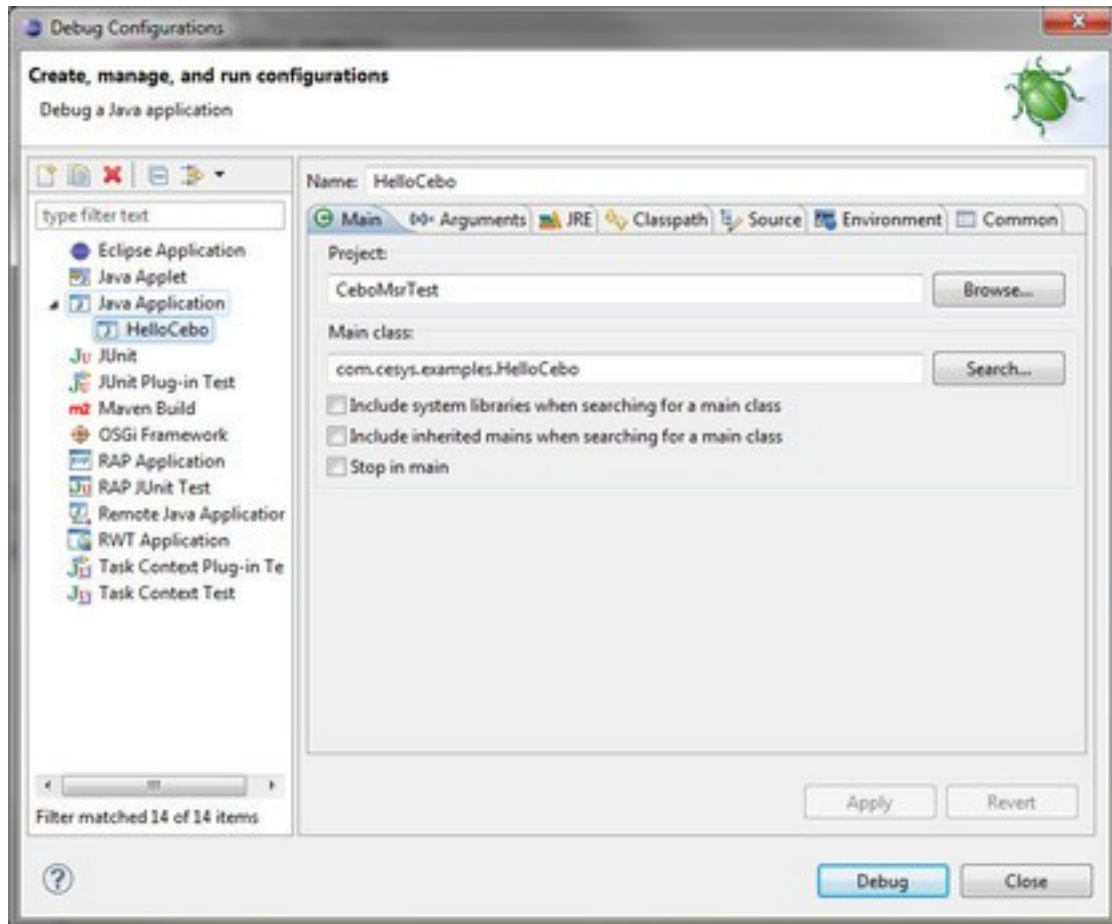 Debug Configurations
Create, manage, and run configurations
Debug a Java application
type filter text
Eclipse Application
Java Applet
Java Application
HelloCebo
JUnit
JUnit Plug-in Test
Maven Build
OSGi Framework
RAP Application
RAP JUnit Test
Remote Java Application
RWT Application
Task Context Plug-in Te
Task Context Test
Filter matched 14 of 14 items
Name: HelloCebo
Main Arguments JRE Classpath Source Environment Common
Project:
CeboMsrTest Browse...
Main class:
com.cesys.examples.HelloCebo Search...
Include system libraries when searching for a main class
Include inherited mains when searching for a main class
Stop in main
Apply Revert
Debug Close